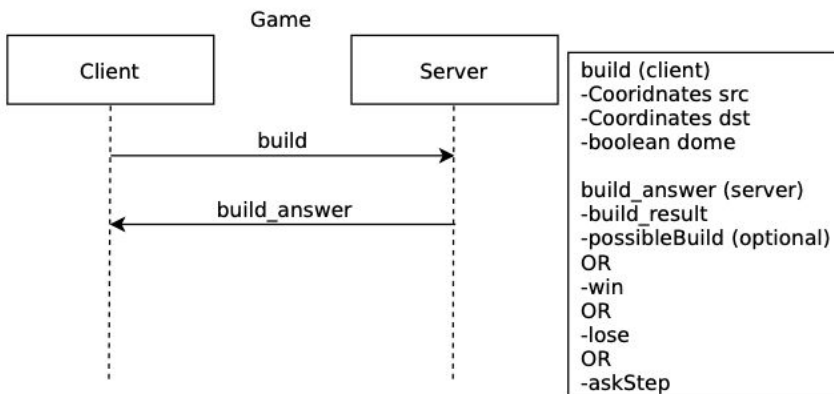 Game
Client
Server
build
build_answer
build (client)
-Cooridnates src
-Coordinates dst
-boolean dome
build_answer (server)
-build_result
-possibleBuild (optional)
OR
-win
OR
-lose
OR
-askStep